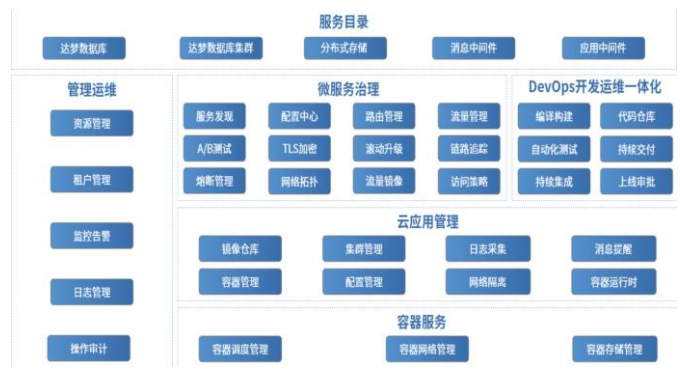 服务目录
达梦数据库
达梦数据库集群
分布式存储
消息中间件
应用中间件
管理运维
资源管理
租户管理
监控告警
日志管理
操作审计
微服务治理
服务发现
配置中心
路由管理
流量管理
A/B测试
TLS加密
滚动升级
链路追踪
熔断管理
网络拓扑
流量镜像
访问策略
DevOps开发运维一体化
编译构建
代码仓库
自动化测试
持续交付
持续集成
上线审批
云应用管理
镜像仓库
集群管理
日志采集
消息提醒
容器管理
配置管理
网络隔离
容器运行时
容器服务
容器调度管理
容器网络管理
容器存储管理